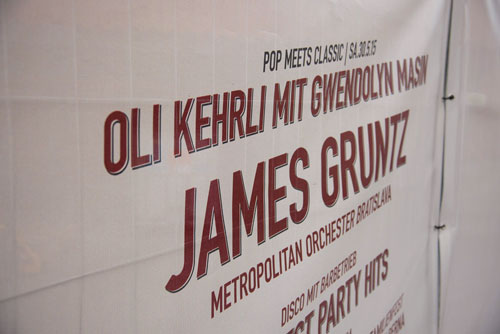 POP MEETS CLASSIC | SA.30.5.15
OLI KEHRLI MIT GWENDOLYN MASIN
JAMES GRUNTZ
METROPOLITAN ORCHESTER BRATISLAVA
DISCO MIT BARBETRIEB
PARTY HITS